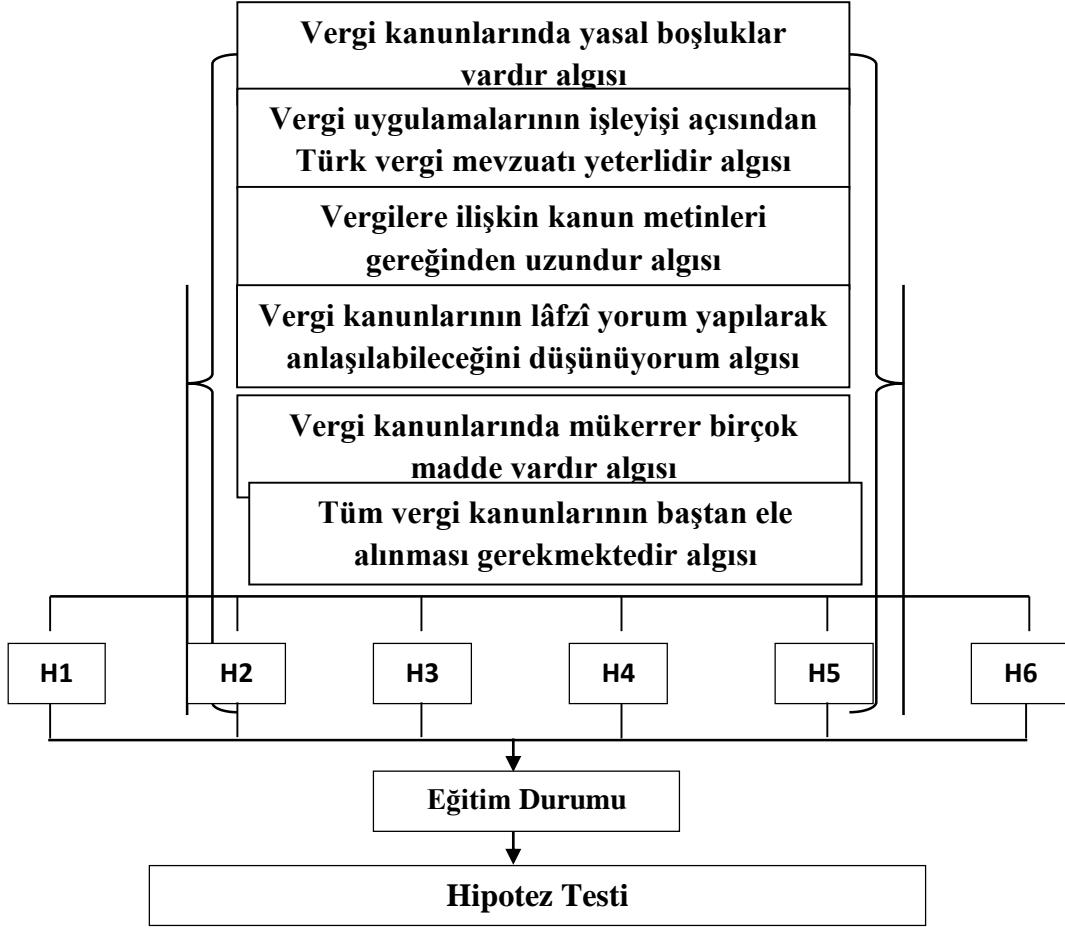 Vergi kanunlarında yasal boşluklar
vardır algısı
Vergi uygulamalarının işleyişi açısından
Türk vergi mevzuatı yeterlidir algısı
Vergilere ilişkin kanun metinleri
gereğinden uzundur algısı
Vergi kanunlarının lâfzî yorum yapılarak
anlaşılabileceğini düşünüyorum algısı
Vergi kanunlarında mükerrer birçok
madde vardır algısı
Tüm vergi kanunlarının baştan ele
alınması gerekmektedir algısı
H1 H2 H3 H4 H5 H6
Eğitim Durumu
Hipotez Testi